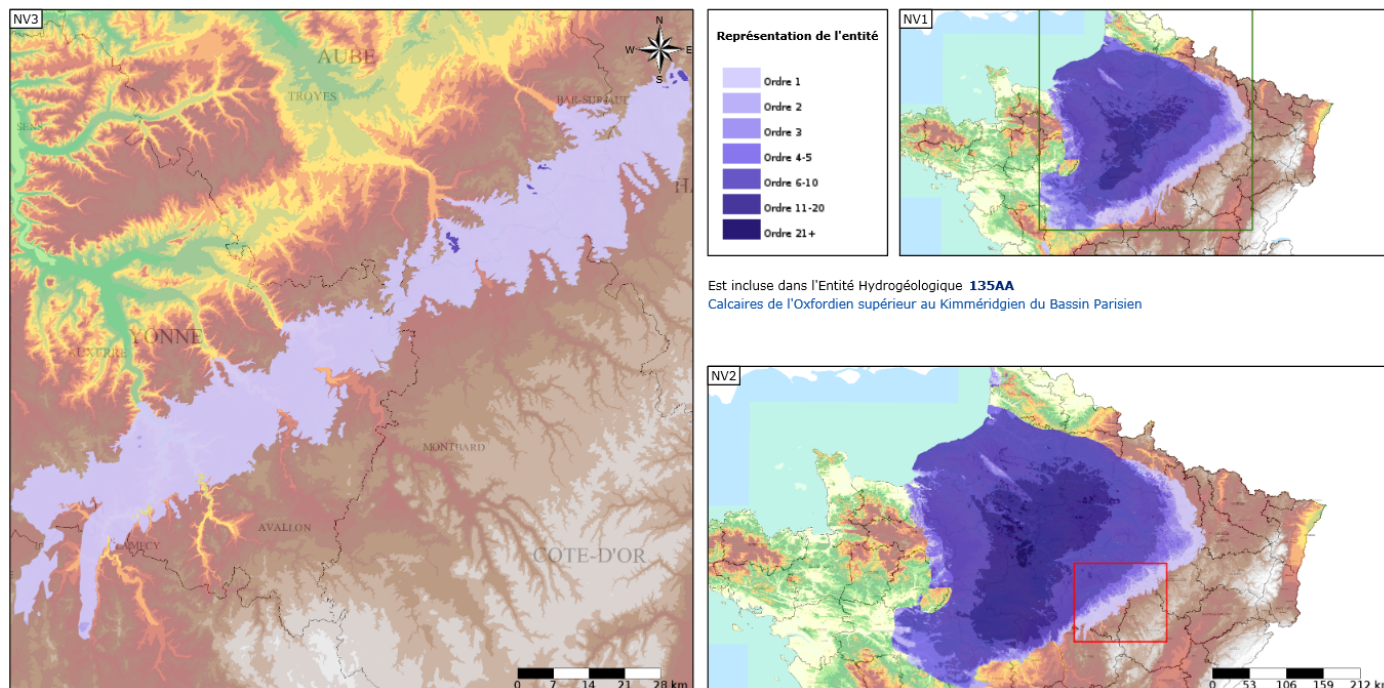 NV3
N
W E
S
AUBE
TROYES
BAR-SUR-AUBE
SENS
HA
YONNE
AUXERRE
MONTBARD
AVALLON
CLAMECY
COTE-D'OR
0 7 14 21 28 km
Représentation de l'entité
Ordre 1
Ordre 2
Ordre 3
Ordre 4-5
Ordre 6-10
Ordre 11-20
Ordre 21+
NV1
Est incluse dans l'Entité Hydrogéologique 135AA
Calcaires de l'Oxfordien supérieur au Kimméridgien du Bassin Parisien
NV2
0 53 106 159 212 km